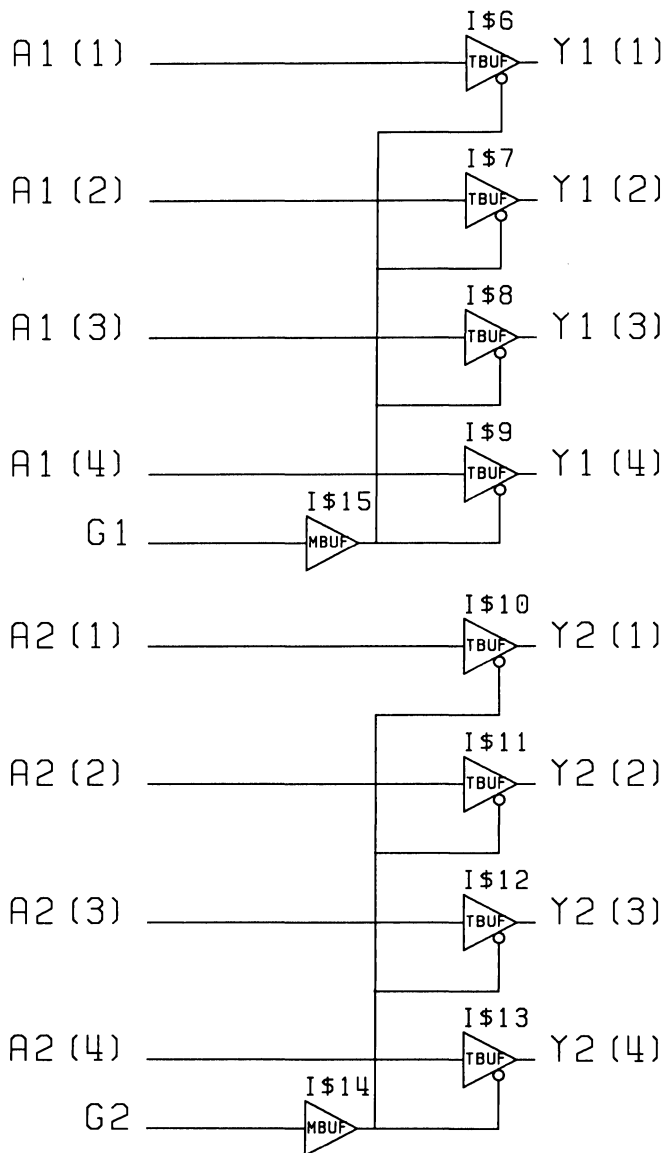 I$6
A1(1) TBUF Y1(1)
I$7
A1(2) TBUF Y1(2)
I$8
A1(3) TBUF Y1(3)
I$9
A1(4) TBUF Y1(4)
I$15
G1 MBUF
I$10
A2(1) TBUF Y2(1)
I$11
A2(2) TBUF Y2(2)
I$12
A2(3) TBUF Y2(3)
I$13
A2(4) TBUF Y2(4)
I$14
G2 MBUF